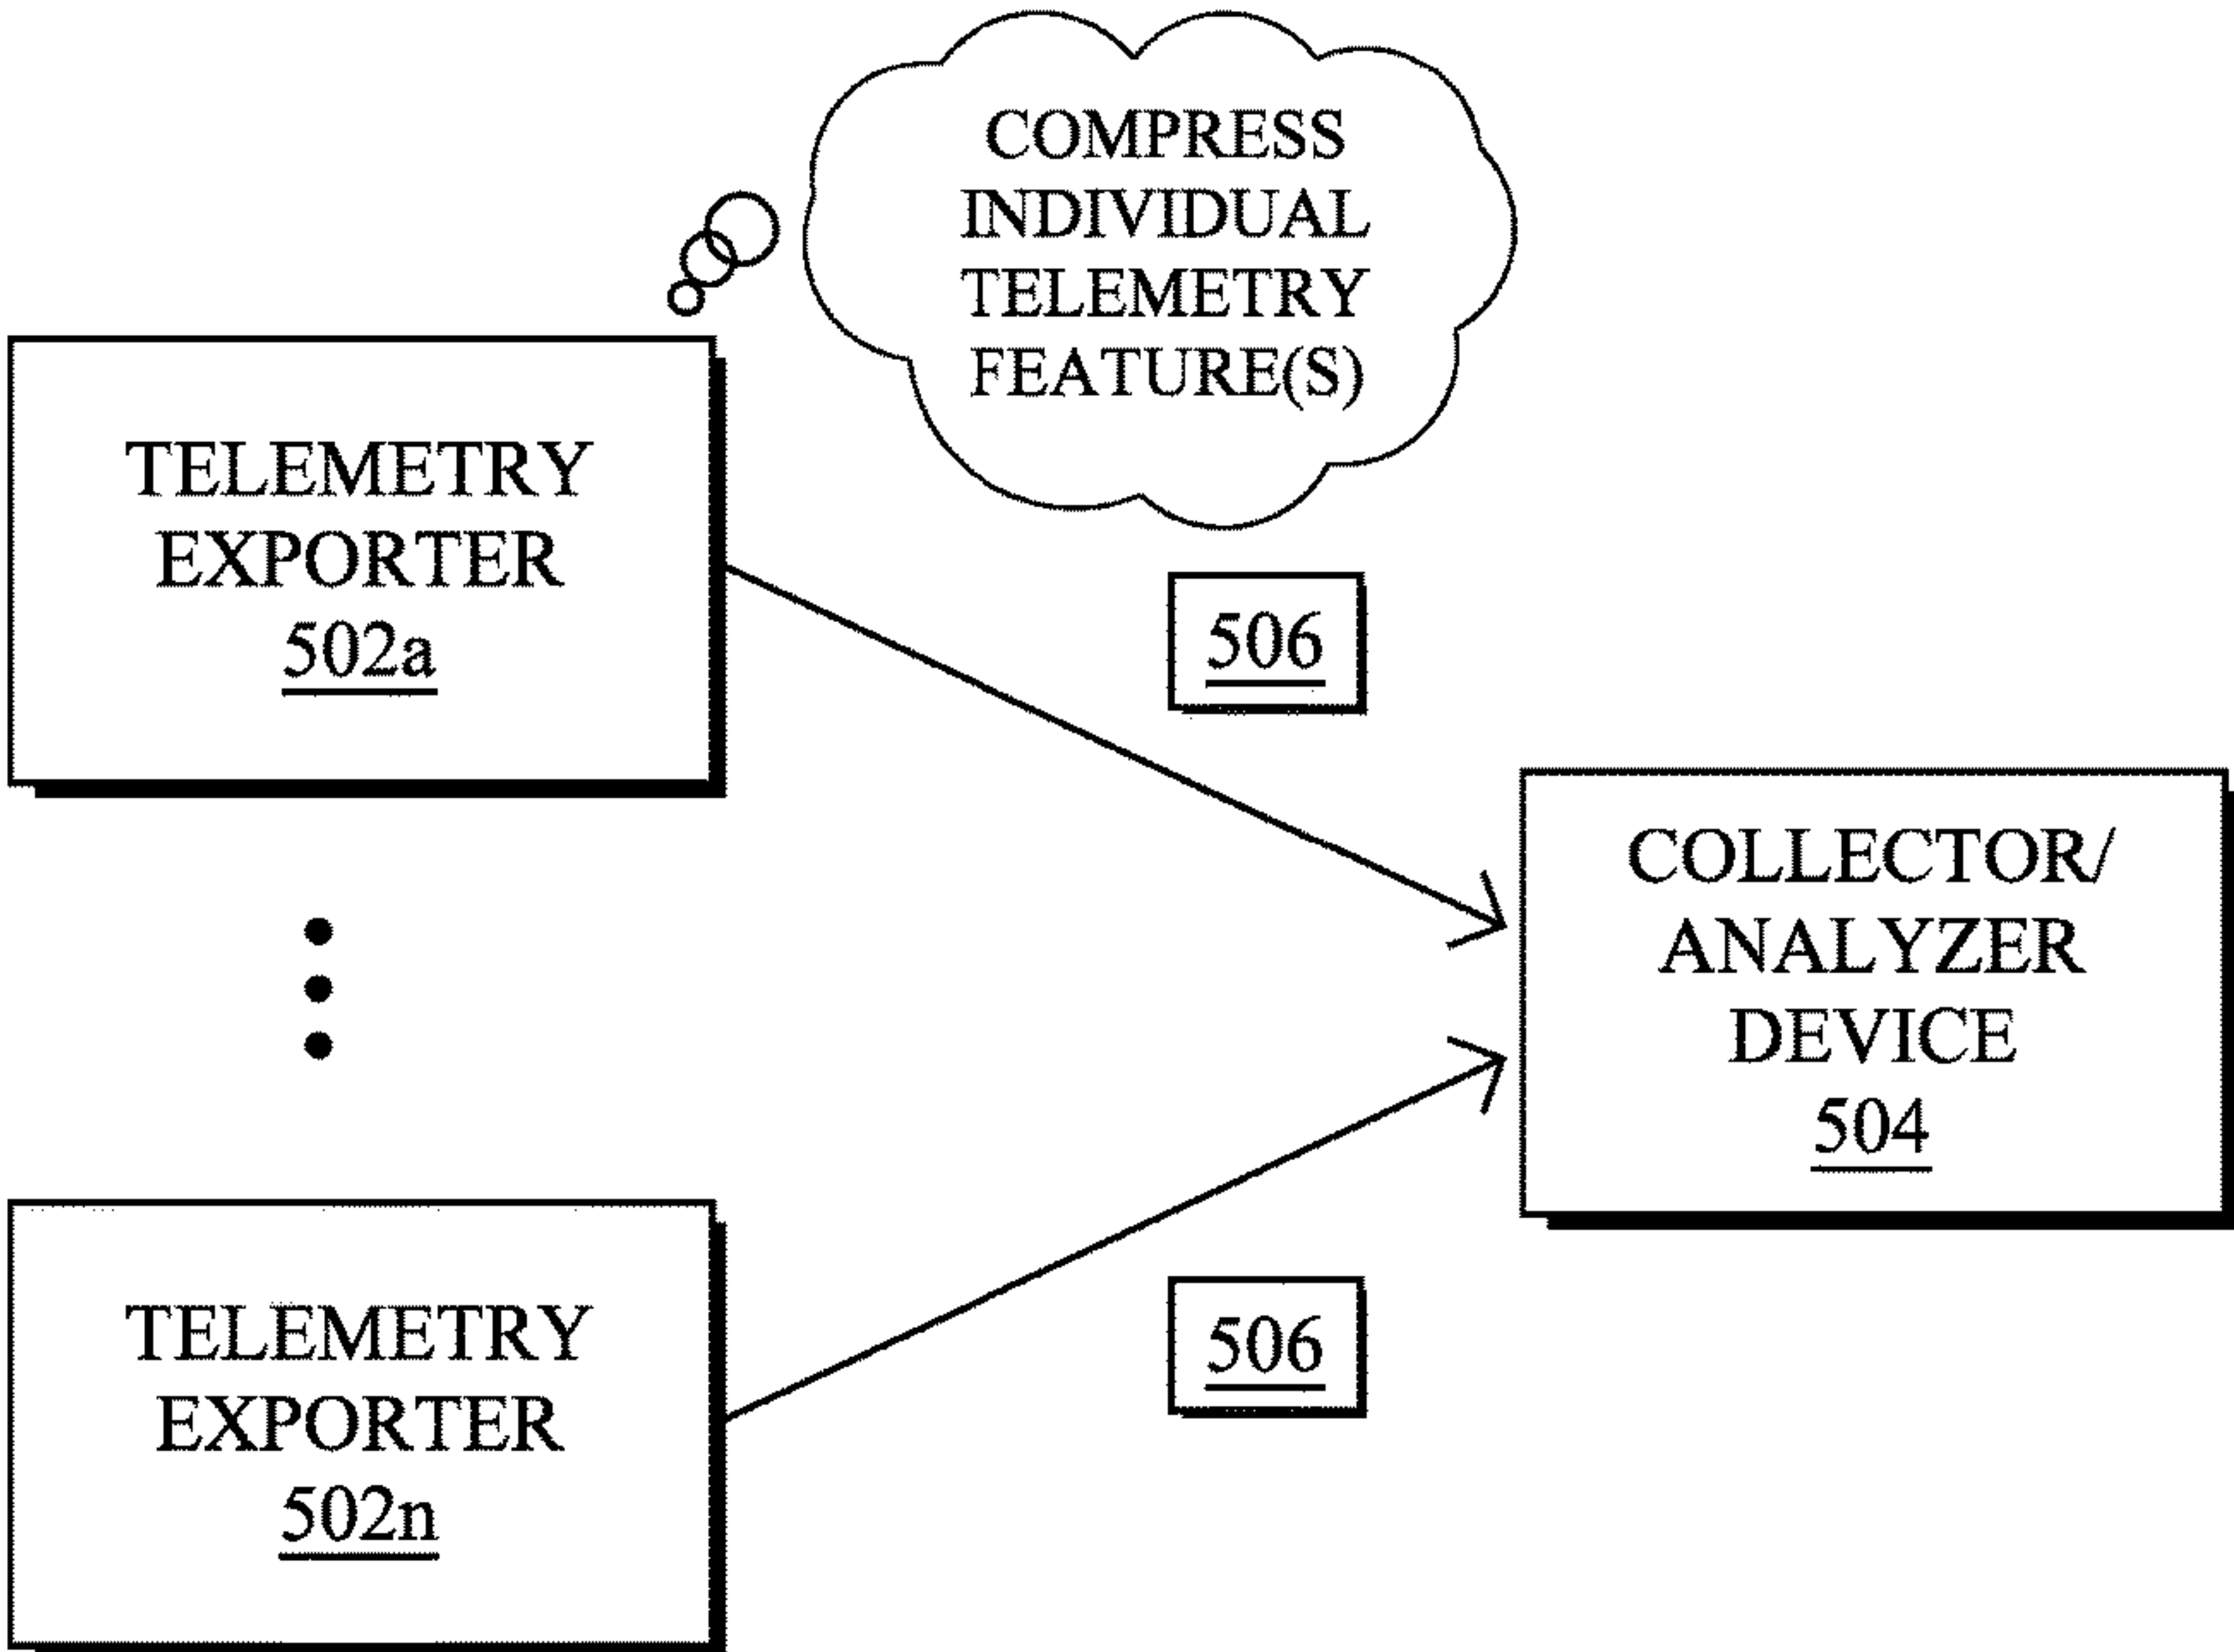 COMPRESS
INDIVIDUAL
TELEMETRY
FEATURE(S)
TELEMETRY
EXPORTER
502a
506
COLLECTOR/
ANALYZER
DEVICE
504
TELEMETRY
EXPORTER
502n
506